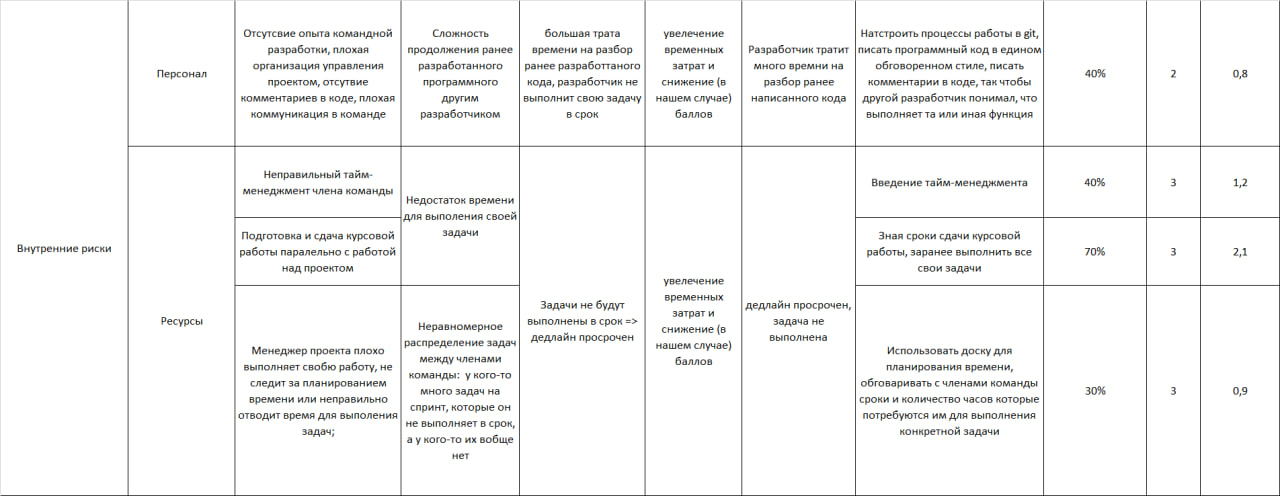 Внутренние риски
Персонал
Отсутсвие опыта командной
разработки, плохая
организация управления
проектом, отсутвие
комментариев в коде, плохая
коммуникация в команде
Сложность
продолжения ранее
разработанного
программного
другим
разработчиком
большая трата
времени на разбор
ранее разработтаного
кода, разработчик не
выполнит свою задачу
в срок
увелечение
временных
затрат и
снижение (в
нашем случае)
баллов
Разработчик тратит
много времни на
разбор ранее
написанного кода
Натстроить процессы работы в git,
писать программный код в едином
обговоренном стиле, писать
комментарии в коде, так чтобы
другой разработчик понимал, что
выполняет та или иная функция
40%
2
0,8
Ресурсы
Неправильный тайм-
менеджмент члена команды
Недостаток времени
для выполения своей
задачи
Задачи не будут
выполнены в срок =>
дедлайн просрочен
увелечение
временных
затрат и
снижение (в
нашем случае)
баллов
дедлайн просрочен,
задача не
выполнена
Введение тайм-менеджмента
40%
3
1,2
Подготовка и сдача курсовой
работы паралельно с работой
над проектом
Зная сроки сдачи курсовой
работы, заранее выполнить все
свои задачи
70%
3
2,1
Менеджер проекта плохо
выполняет свобю работу, не
следит за планированием
времени или неправильно
отводит время для выполения
задач;
Неравномерное
распределение задач
между членами
команды: у кого-то
много задач на
спринт, которые он
не выполняет в срок,
а у кого-то их вобще
нет
Использовать доску для
планирования времени,
обговаривать с членами команды
сроки и количество часов которые
потребуются им для выполнения
конкретной задачи
30%
3
0,9